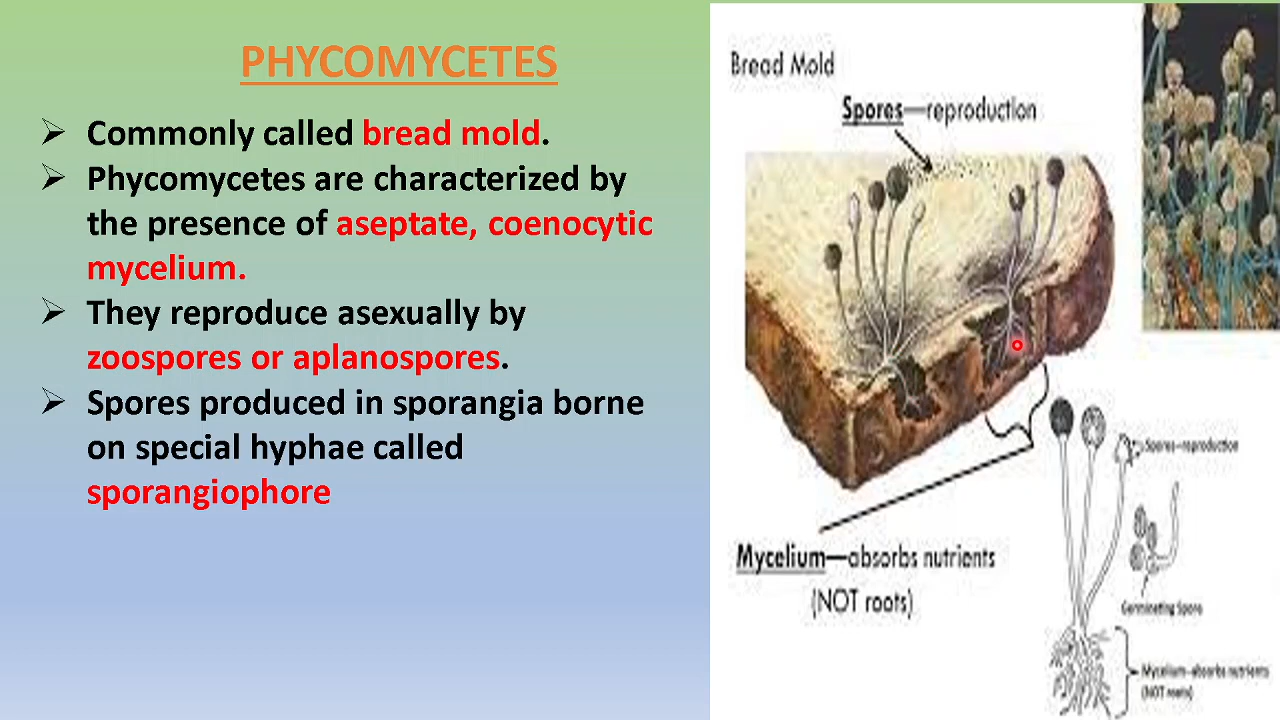 PHYCOMYCETES
➢ Commonly called bread mold.
➢ Phycomycetes are characterized by
the presence of aseptate, coenocytic
mycelium.
➢ They reproduce asexually by
zoospores or aplanospores.
➢ Spores produced in sporangia borne
on special hyphae called
sporangiophore
Bread Mold
Spores—reproduction
Mycelium—absorbs nutrients
(NOT roots)
Spores—reproduction
Germinating Spore
Mycelium—absorbs nutrients
(NOT roots)